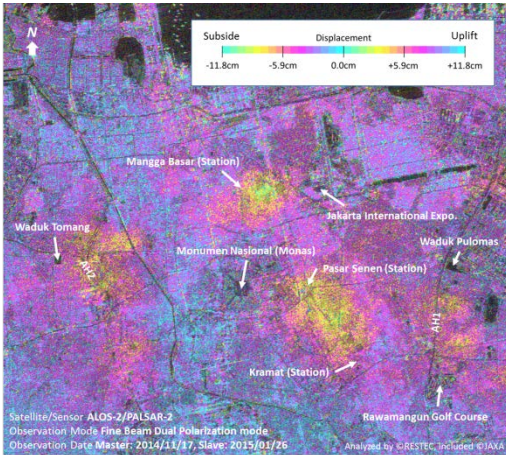 N
Subside Displacement Uplift
-11.8cm -5.9cm 0.0cm +5.9cm +11.8cm
Mangga Basar (Station)
Jakarta International Expo.
Waduk Tomang
Monumen Nasional (Monas)
Waduk Pulomas
AH2
Pasar Senen (Station)
AH1
Kramat (Station)
Rawamangun Golf Course
Satellite/Sensor ALOS-2/PALSAR-2
Observation Mode Fine Beam Dual Polarization mode
Observation Date Master: 2014/11/17, Slave: 2015/01/26
Analyzed by ©RESTEC, Included ©JAXA